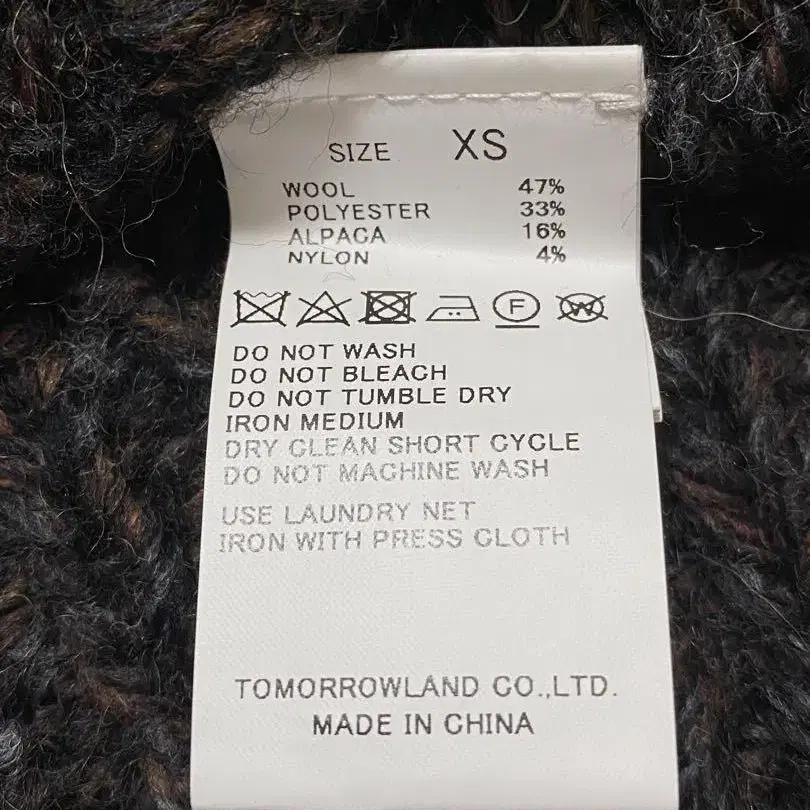 SIZE XS
WOOL 47%
POLYESTER 33%
ALPACA 16%
NYLON 4%
F W
DO NOT WASH
DO NOT BLEACH
DO NOT TUMBLE DRY
IRON MEDIUM
DRY CLEAN SHORT CYCLE
DO NOT MACHINE WASH
USE LAUNDRY NET
IRON WITH PRESS CLOTH
TOMORROWLAND CO.,LTD.
MADE IN CHINA